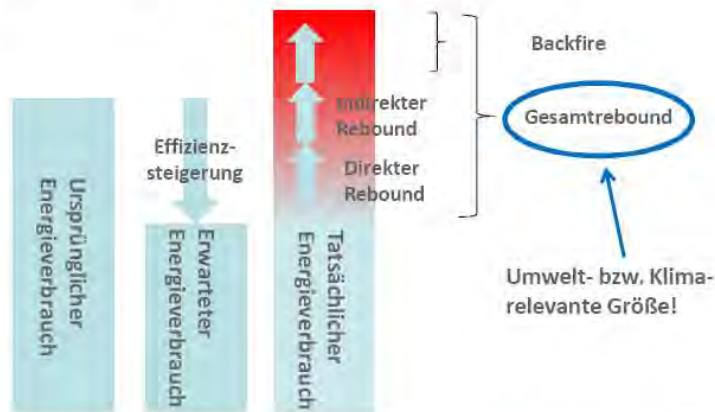 Ursprünglicher
Energieverbrauch
Effizienz-
steigerung
Erwarteter
Energieverbrauch
Indirekter
Rebound
Direkter
Rebound
Tatsächlicher
Energieverbrauch
Backfire
Gesamtrebound
Umwelt- bzw. Klima-
relevante Größe!